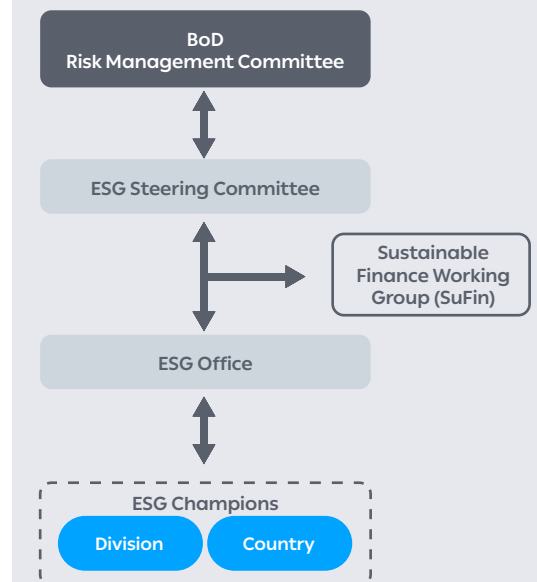 BoD
Risk Management Committee
ESG Steering Committee
Sustainable
Finance Working
Group (SuFin)
ESG Office
ESG Champions
Division
Country